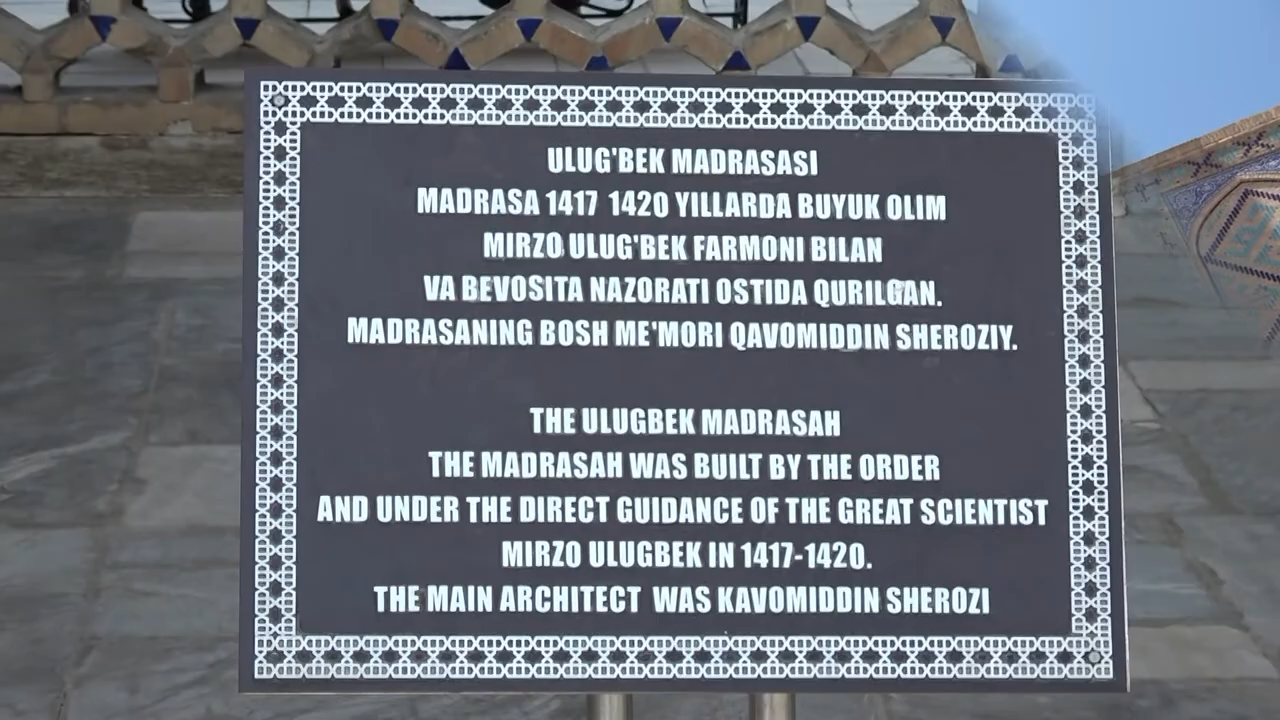 ULUG'BEK MADRASASI
MADRASA 1417 1420 YILLARDA BUYUK OLIM
MIRZO ULUG'BEK FARMONI BILAN
VA BEVOSITA NAZORATI OSTIDA QURILGAN.
MADRASANING BOSH ME'MORI QAVOMIDDIN SHEROZIY.
THE ULUGBEK MADRASAH
THE MADRASAH WAS BUILT BY THE ORDER
AND UNDER THE DIRECT GUIDANCE OF THE GREAT SCIENTIST
MIRZO ULUGBEK IN 1417-1420.
THE MAIN ARCHITECT WAS KAVOMIDDIN SHEROZI